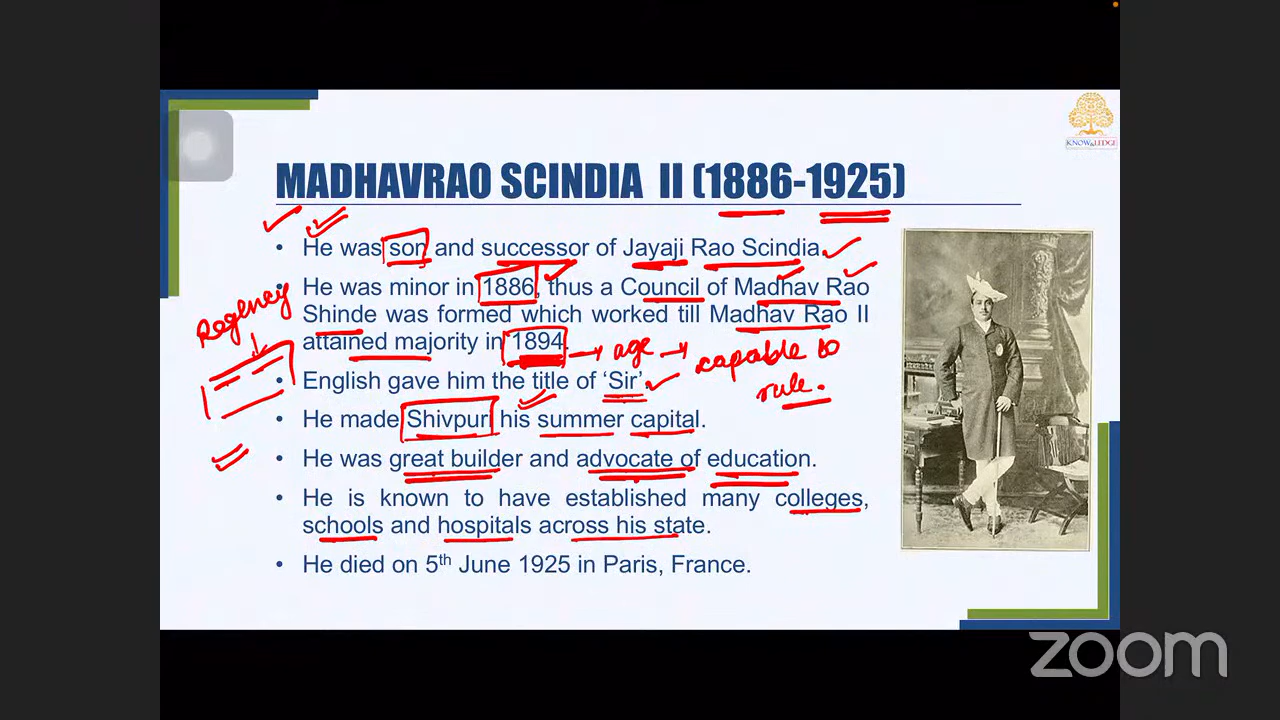 KNOWLEDGE
MADHAVRAO SCINDIA II (1886-1925)
• He was son and successor of Jayaji Rao Scindia.
• He was minor in 1886, thus a Council of Madhav Rao
Shinde was formed which worked till Madhav Rao II
attained majority in 1894.
Regency
→ age → capable to
rule.
• English gave him the title of ‘Sir’.
• He made Shivpuri his summer capital.
• He was great builder and advocate of education.
• He is known to have established many colleges,
schools and hospitals across his state.
• He died on 5th June 1925 in Paris, France.
zoom